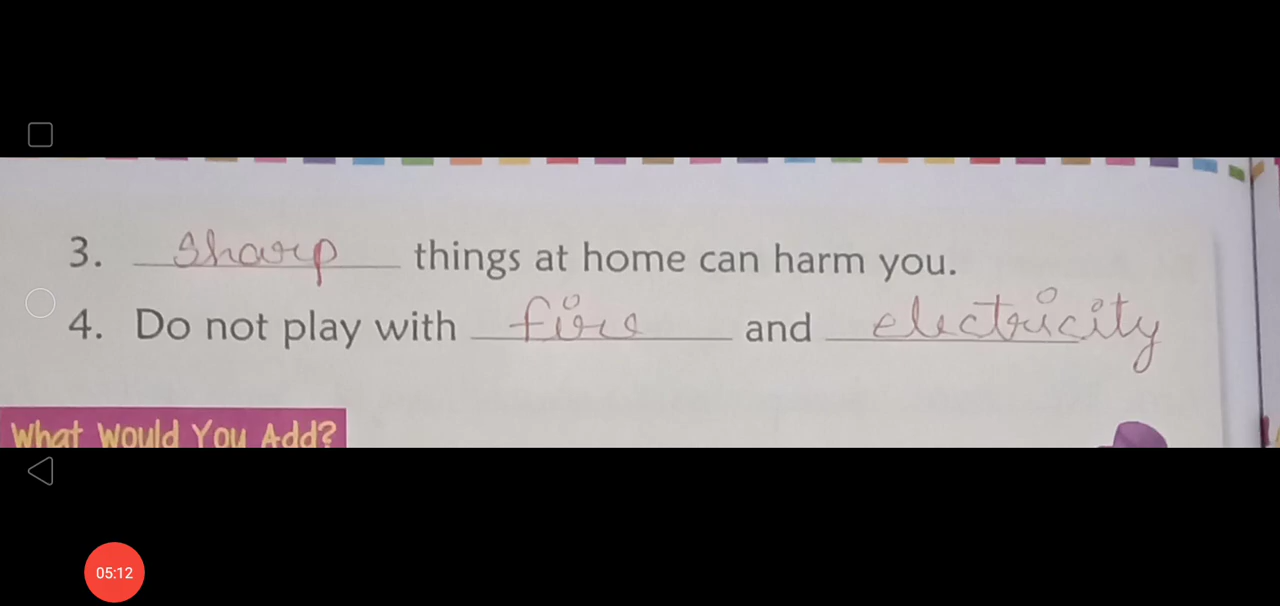 3. sharp things at home can harm you.
4. Do not play with fire and electricity
What Would You Add?
05:12